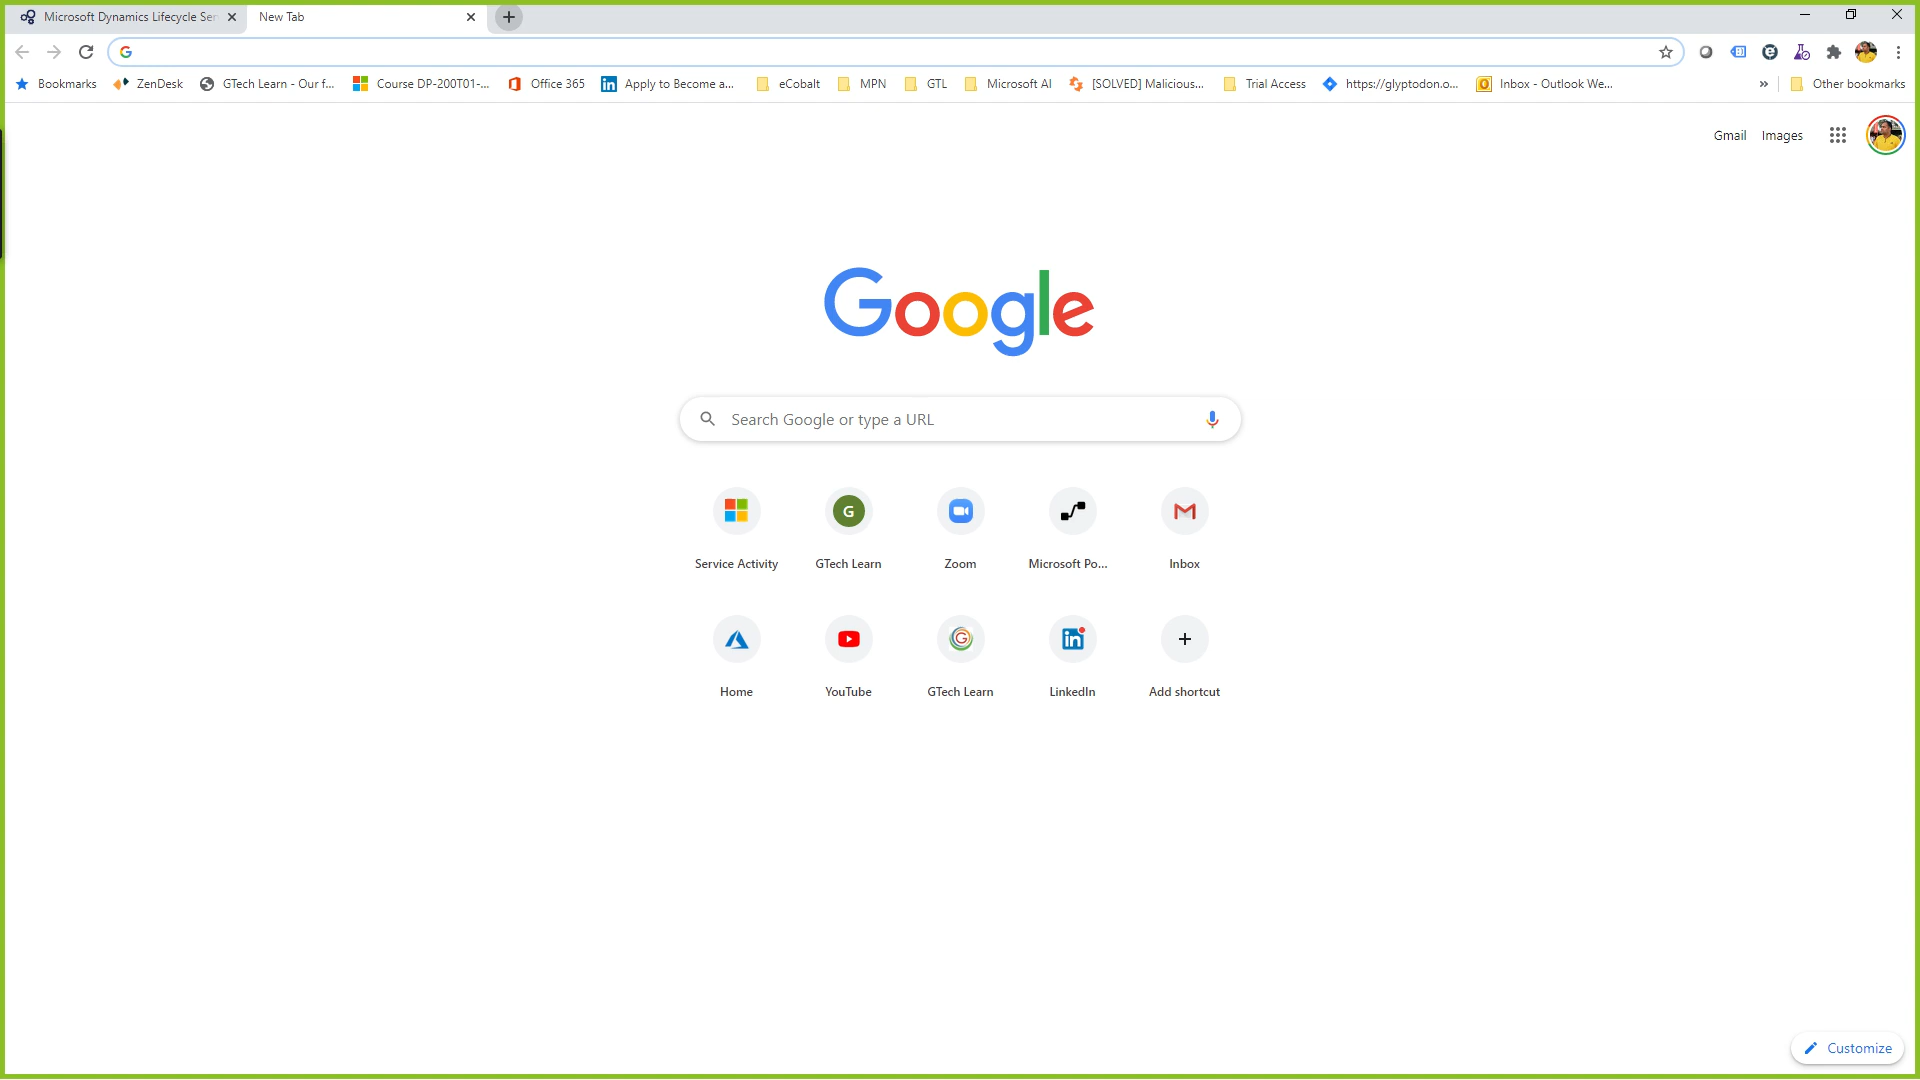 Microsoft Dynamics Lifecycle Ser
New Tab
Bookmarks
ZenDesk
GTech Learn - Our f...
Course DP-200T01-...
Office 365
Apply to Become a...
eCobalt
MPN
GTL
Microsoft AI
[SOLVED] Malicious...
Trial Access
https://glyptodon.o...
Inbox - Outlook We...
»
Other bookmarks
Gmail
Images
Google
Search Google or type a URL
Service Activity
G
GTech Learn
Zoom
Microsoft Po...
Inbox
Home
YouTube
GTech Learn
in
LinkedIn
Add shortcut
Customize